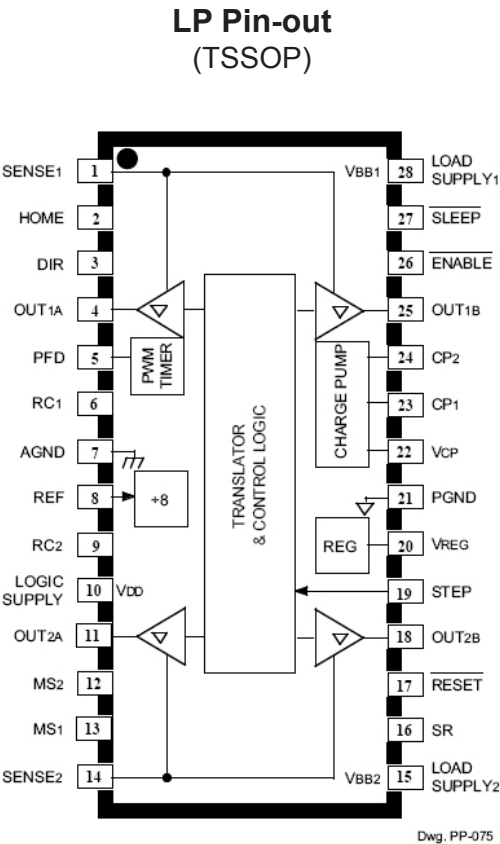 LP Pin-out
(TSSOP)
SENSE1 1
HOME 2
DIR 3
OUT1A 4
PFD 5
RC1 6
AGND 7
REF 8
RC2 9
LOGIC
SUPPLY 10 VDD
OUT2A 11
MS2 12
MS1 13
SENSE2 14
PWM
TIMER
÷8
TRANSLATOR
& CONTROL LOGIC
CHARGE PUMP
REG
VBB1 28 LOAD
SUPPLY1
27 SLEEP
26 ENABLE
25 OUT1B
24 CP2
23 CP1
22 VCP
21 PGND
20 VREG
19 STEP
18 OUT2B
17 RESET
16 SR
VBB2 15 LOAD
SUPPLY2
Dwg. PP-075